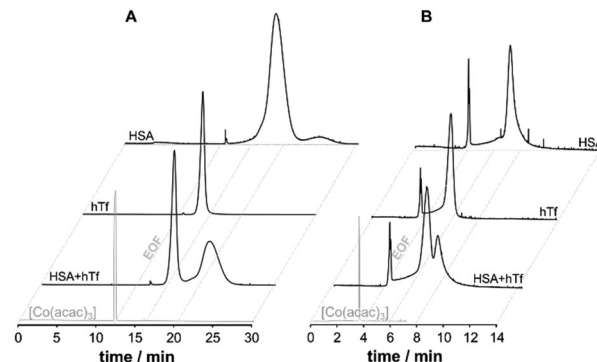 A
B
HSA
HSA
hTf
hTf
EOF
EOF
HSA+hTf
HSA+hTf
[Co(acac)3]
[Co(acac)3]
0 5 10 15 20 25 30
0 2 4 6 8 10 12 14
time / min
time / min